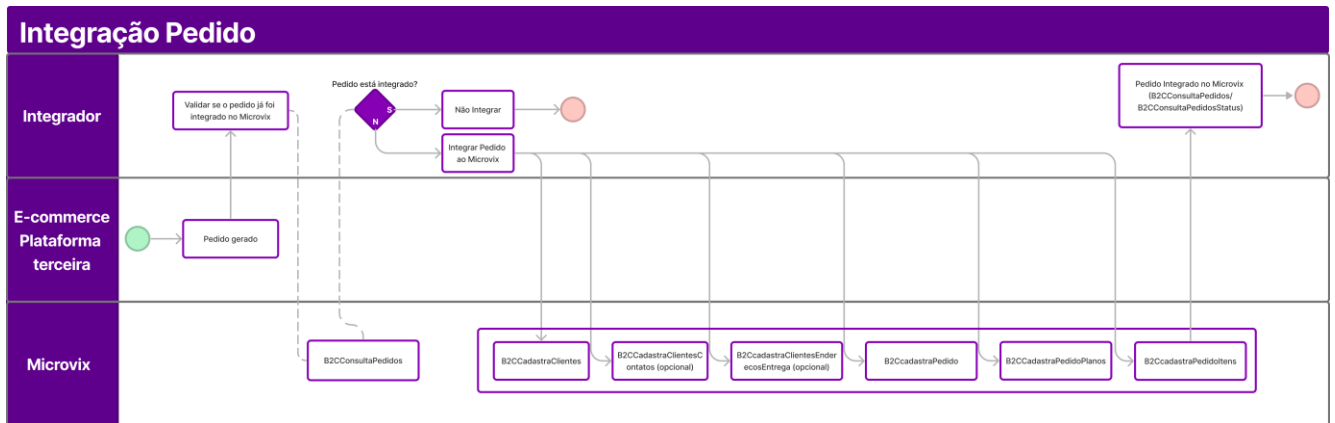 Integração Pedido
Integrador
Validar se o pedido já foi
integrado no Microvix
Pedido está integrado?
S
N
Não Integrar
Integrar Pedido
ao Microvix
Pedido Integrado no Microvix
(B2CConsultaPedidos/
B2CConsultaPedidosStatus)
E-commerce
Plataforma
terceira
Pedido gerado
Microvix
B2CConsultaPedidos
B2CCadastraClientes
B2CCadastraClientesC
ontatos (opcional)
B2CcadastraClientesEnder
ecosEntrega (opcional)
B2CcadastraPedido
B2CCadastraPedidoPlanos
B2CcadastraPedidoItens